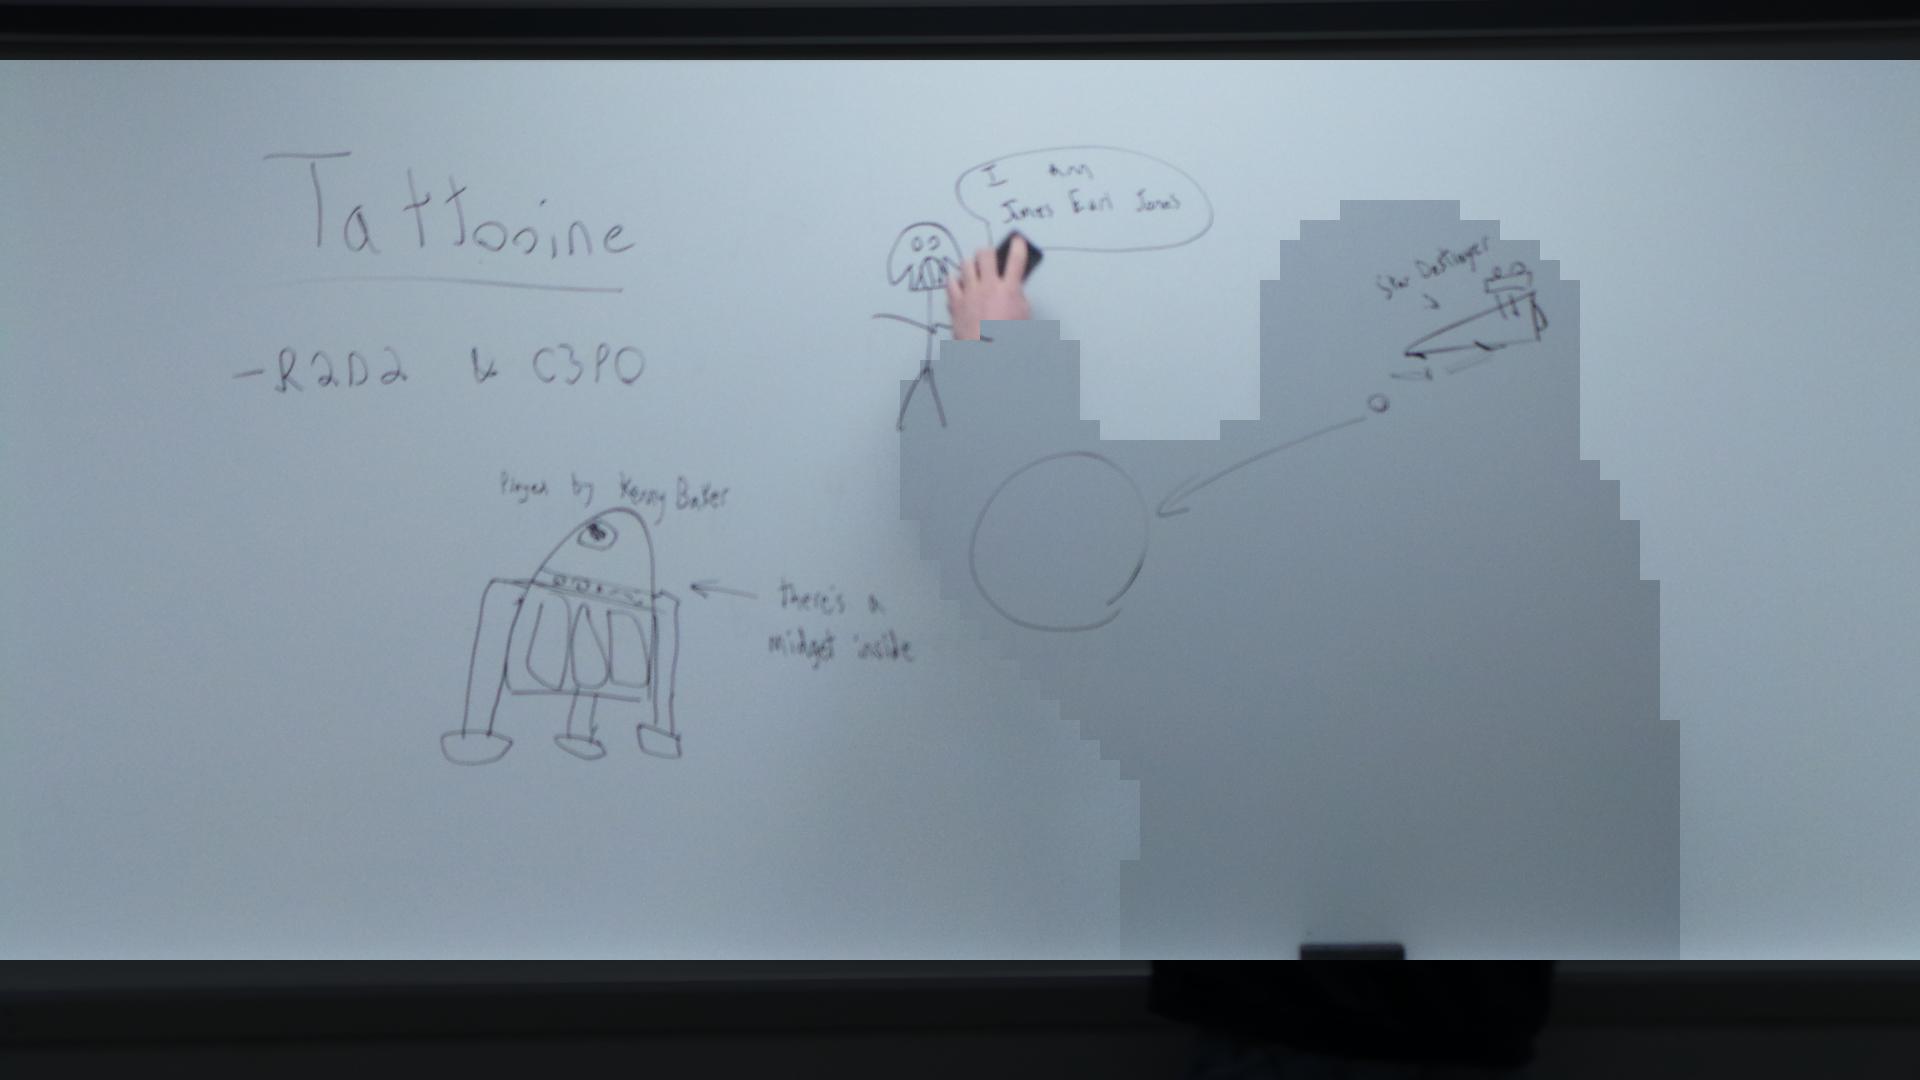 Tattooine
-R2D2 & C3PO
I am
James Earl Jones
Star Destroyer
Played by Kenny Baker
there's a
midget inside